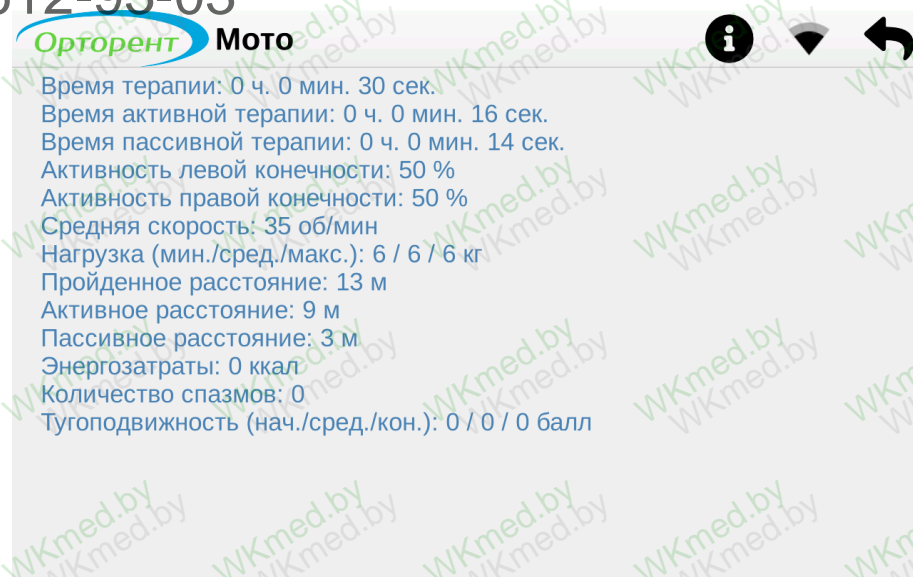 Орторент Мото
Время терапии: 0 ч. 0 мин. 30 сек.
Время активной терапии: 0 ч. 0 мин. 16 сек.
Время пассивной терапии: 0 ч. 0 мин. 14 сек.
Активность левой конечности: 50 %
Активность правой конечности: 50 %
Средняя скорость: 35 об/мин
Нагрузка (мин./сред./макс.): 6 / 6 / 6 кг
Пройденное расстояние: 13 м
Активное расстояние: 9 м
Пассивное расстояние: 3 м
Энергозатраты: 0 ккал
Количество спазмов: 0
Тугоподвижность (нач./сред./кон.): 0 / 0 / 0 балл
WKmed.by